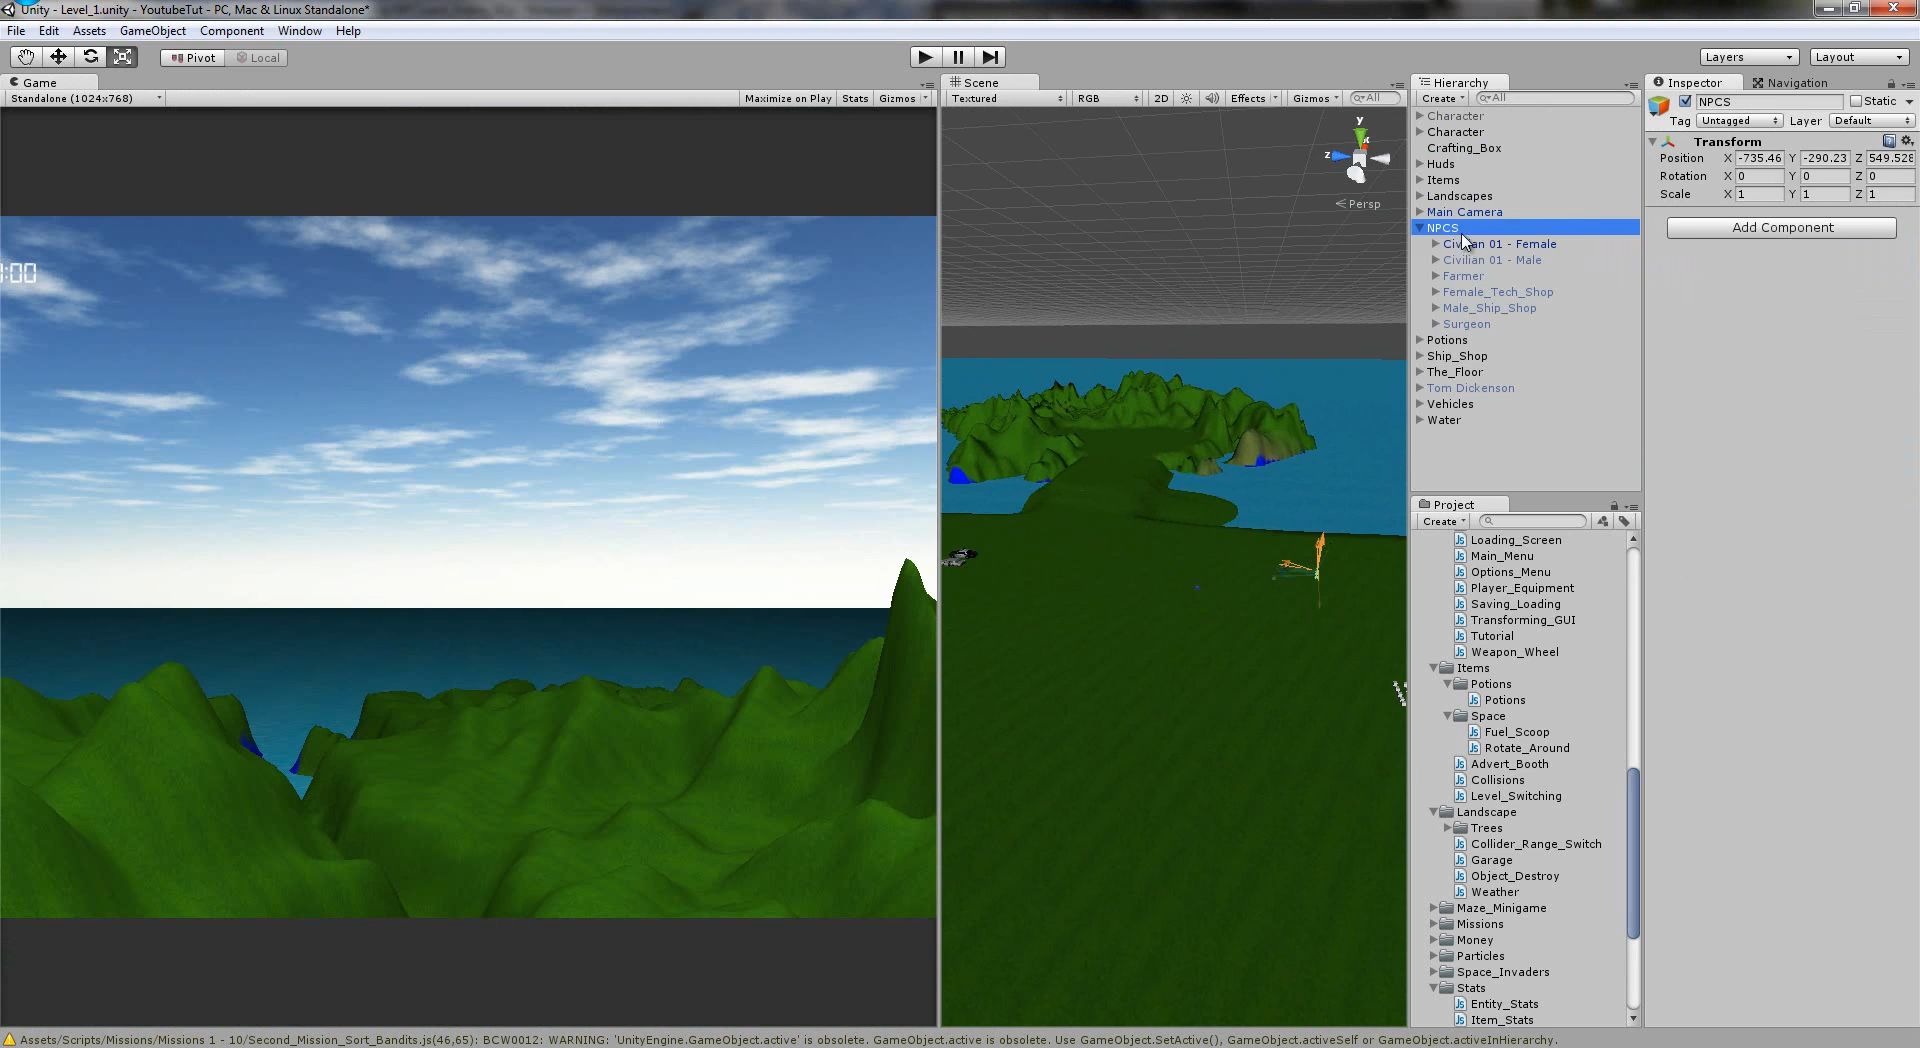 Unity - Level_1.unity - YoutubeTut - PC, Mac & Linux Standalone*
File Edit Assets GameObject Component Window Help
Pivot Local Layers Layout
Game
Standalone (1024x768) Maximize on Play Stats Gizmos
:00
Scene
Textured RGB 2D Effects Gizmos All
y
x
z
Persp
Hierarchy
Create All
Character
Character
Crafting_Box
Huds
Items
Landscapes
Main Camera
NPCS
Civilian 01 - Female
Civilian 01 - Male
Farmer
Female_Tech_Shop
Male_Ship_Shop
Surgeon
Potions
Ship_Shop
The_Floor
Tom Dickenson
Vehicles
Water
Project
Create
Loading_Screen
Main_Menu
Options_Menu
Player_Equipment
Saving_Loading
Transforming_GUI
Tutorial
Weapon_Wheel
Items
Potions
Potions
Space
Fuel_Scoop
Rotate_Around
Advert_Booth
Collisions
Level_Switching
Landscape
Trees
Collider_Range_Switch
Garage
Object_Destroy
Weather
Maze_Minigame
Missions
Money
Particles
Space_Invaders
Stats
Entity_Stats
Item_Stats
Inspector Navigation
NPCS Static
Tag Untagged Layer Default
Transform
Position X -735.46 Y -290.23 Z 549.528
Rotation X 0 Y 0 Z 0
Scale X 1 Y 1 Z 1
Add Component
Assets/Scripts/Missions/Missions 1 - 10/Second_Mission_Sort_Bandits.js(46,65): BCW0012: WARNING: 'UnityEngine.GameObject.active' is obsolete. GameObject.active is obsolete. Use GameObject.SetActive(), GameObject.activeSelf or GameObject.activeInHierarchy.